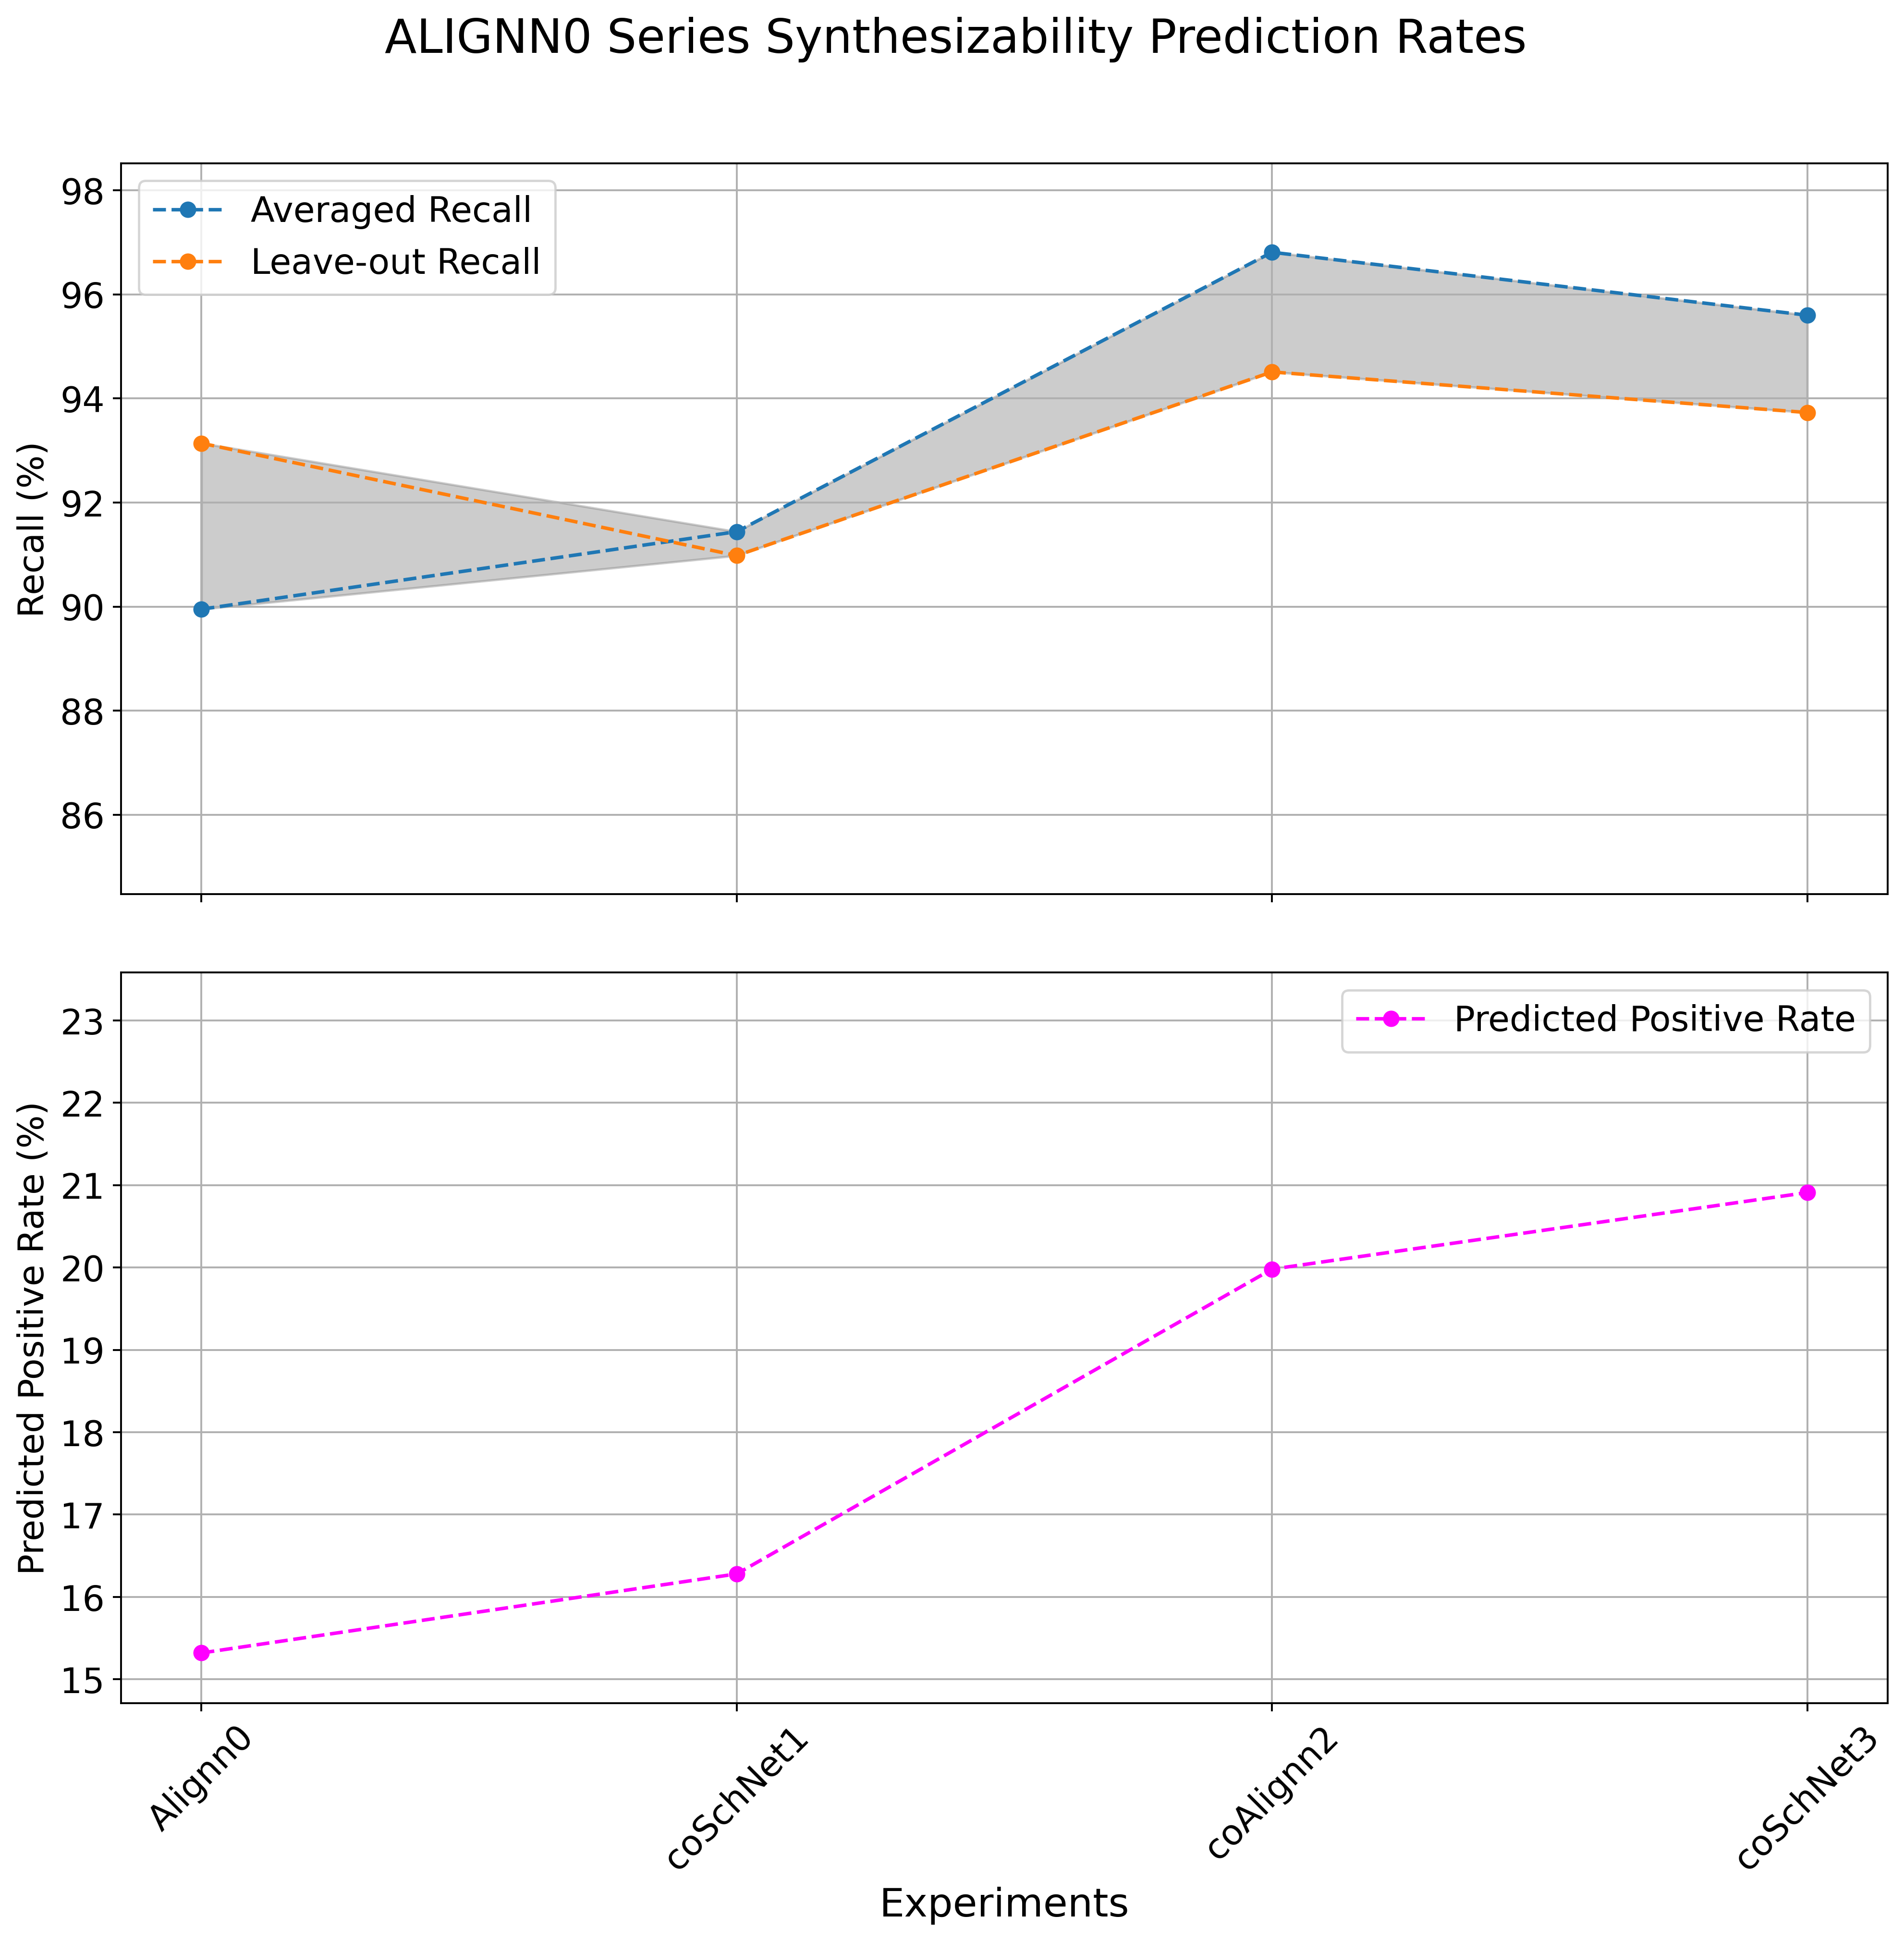 ALIGNN0 Series Synthesizability Prediction Rates
98
96
94
92
90
88
86
Recall (%)
Averaged Recall
Leave-out Recall
23
22
21
20
19
18
17
16
15
Predicted Positive Rate (%)
Predicted Positive Rate
Alignn0
coSchNet1
coAlignn2
coSchNet3
Experiments